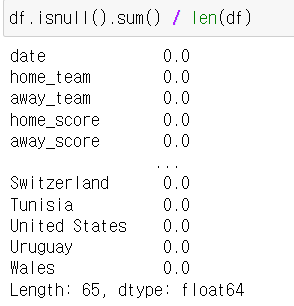 df.isnull().sum() / len(df)
date 0.0
home_team 0.0
away_team 0.0
home_score 0.0
away_score 0.0
...
Switzerland 0.0
Tunisia 0.0
United States 0.0
Uruguay 0.0
Wales 0.0
Length: 65, dtype: float64